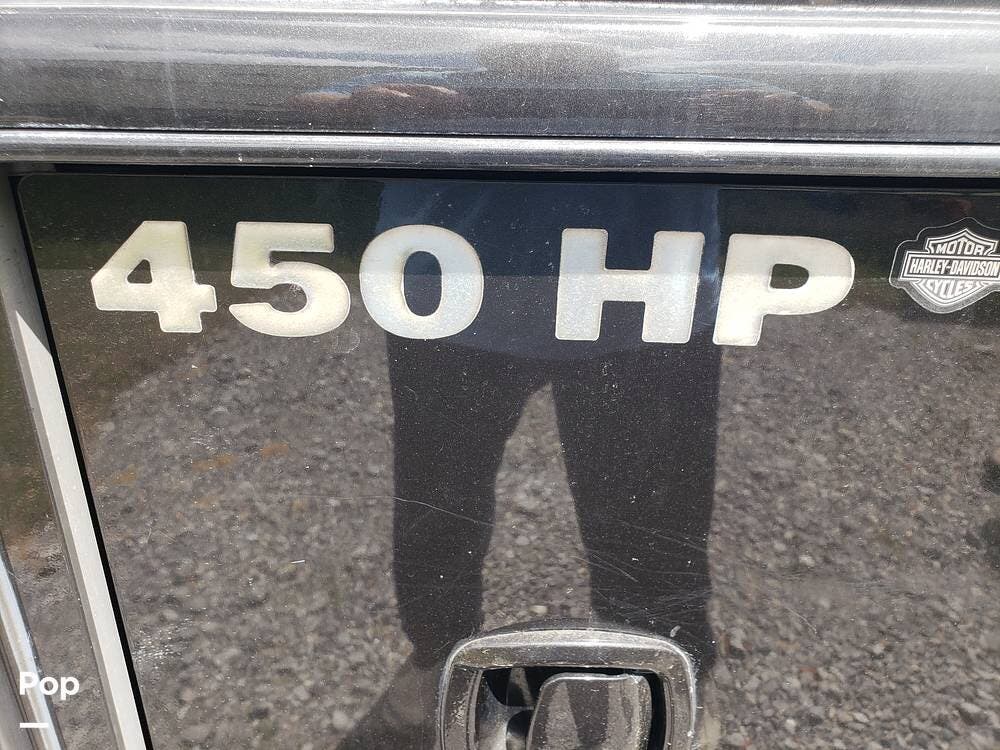 450 HP
MOTOR
HARLEY-DAVIDSON
CYCLES
Pop